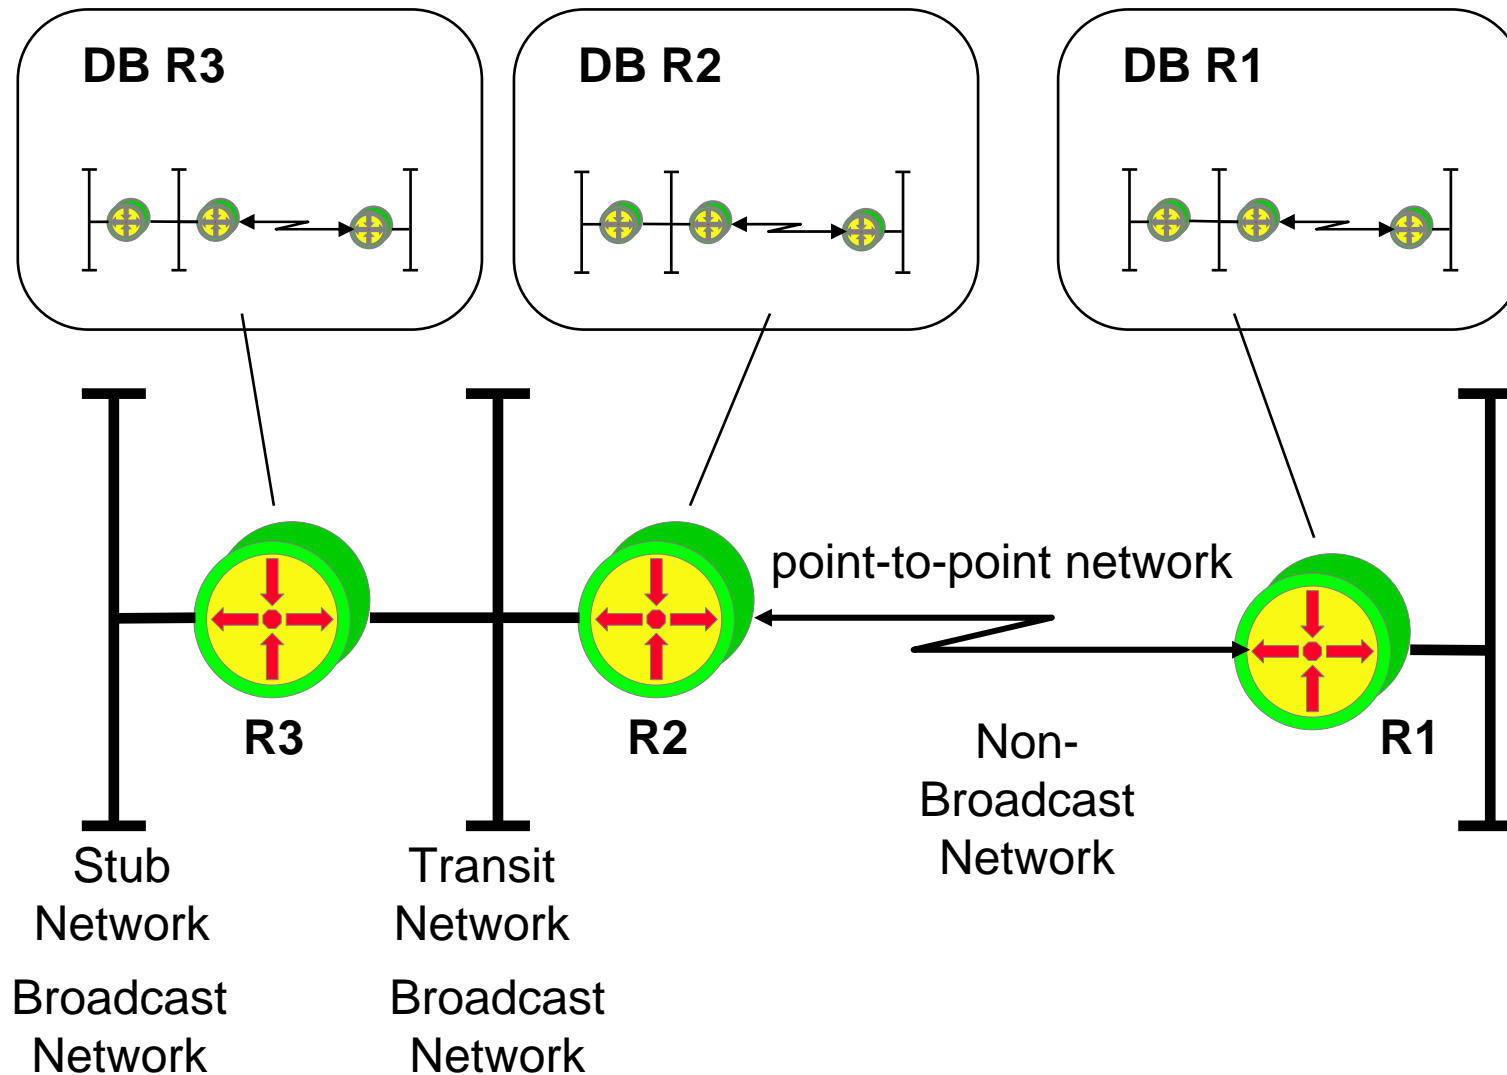 DB R3
DB R2
DB R1
point-to-point network
R3
R2
R1
Non-
Broadcast
Network
Stub
Network
Broadcast
Network
Transit
Network
Broadcast
Network